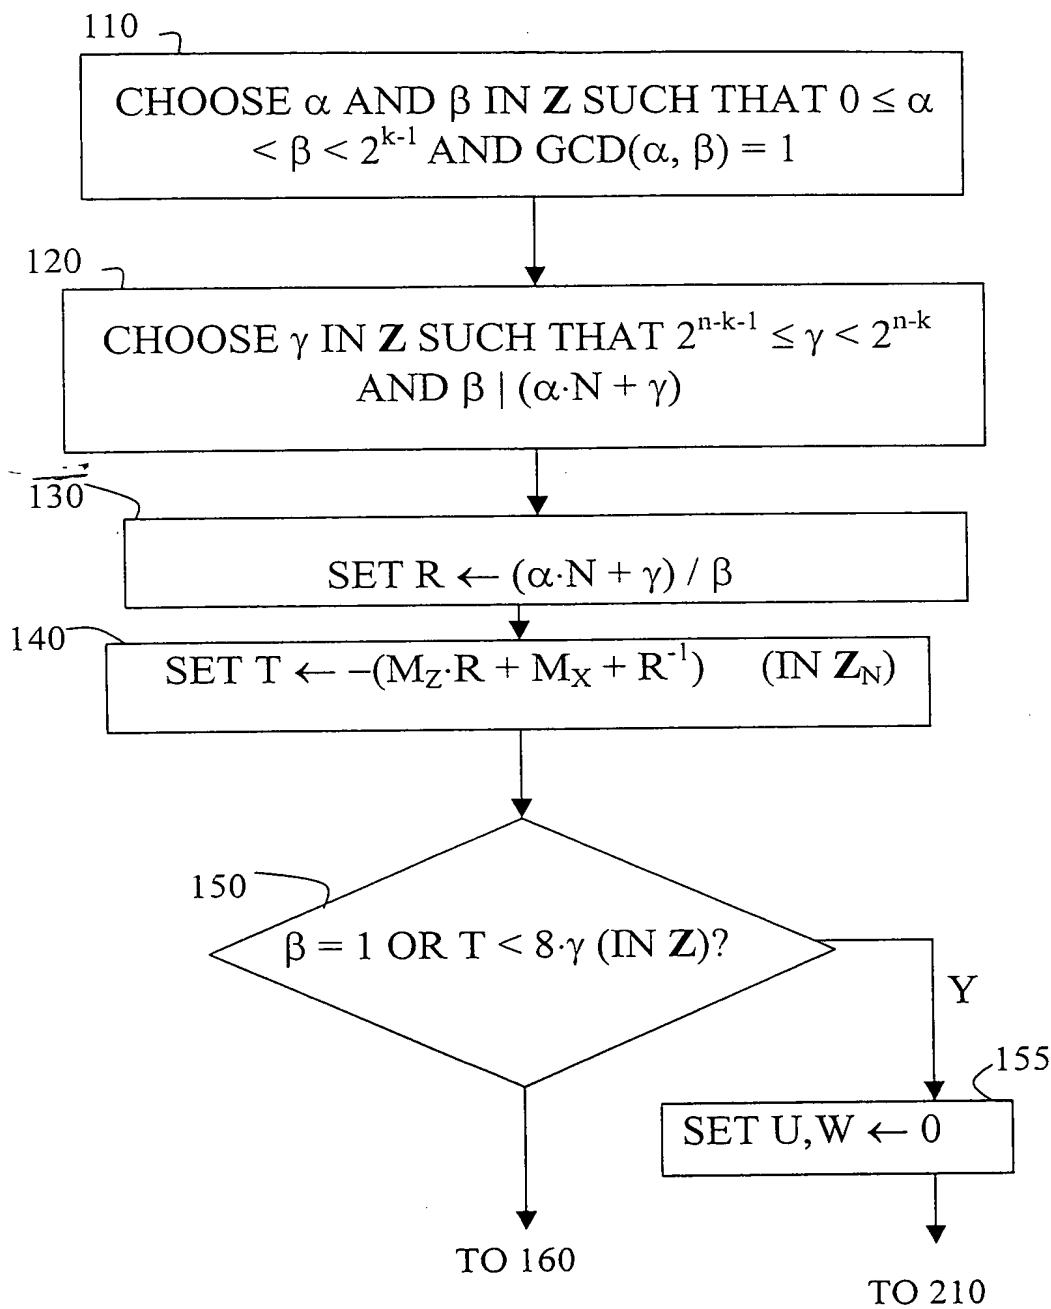 110
CHOOSE α AND β IN Z SUCH THAT 0 ≤ α
< β < 2^{k-1} AND GCD(α, β) = 1
120
CHOOSE γ IN Z SUCH THAT 2^{n-k-1} ≤ γ < 2^{n-k}
AND β | (α·N + γ)
130
SET R ← (α·N + γ) / β
140
SET T ← −(M_Z·R + M_X + R^{-1}) (IN Z_N)
150
β = 1 OR T < 8·γ (IN Z)?
Y
155
SET U,W ← 0
TO 160
TO 210